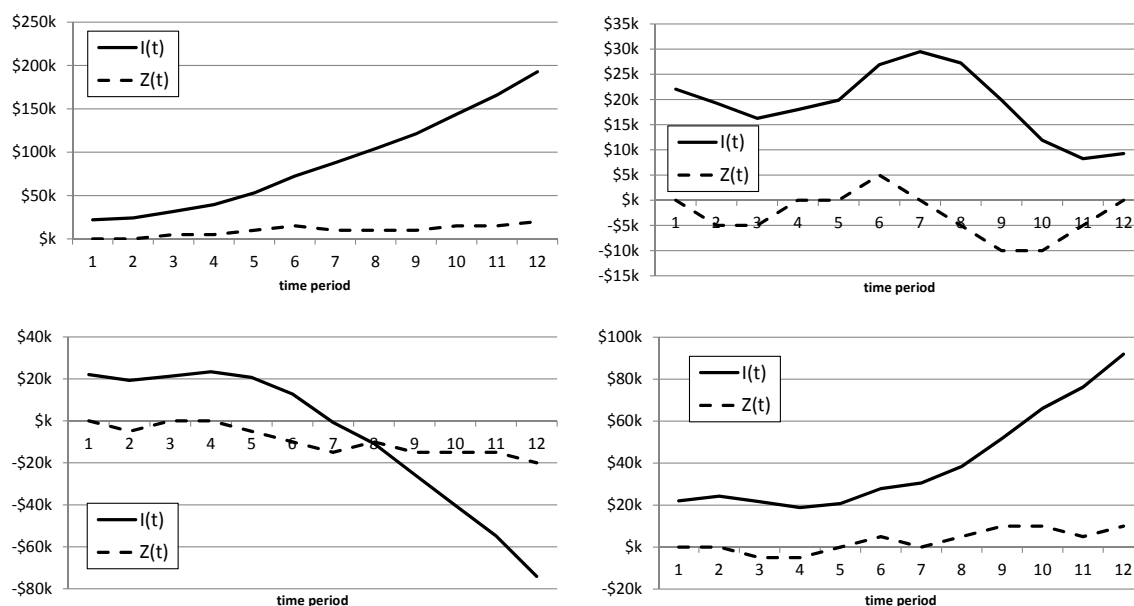 $250k
$200k
$150k
$100k
$50k
$k
I(t)
Z(t)
1 2 3 4 5 6 7 8 9 10 11 12
time period
$35k
$30k
$25k
$20k
$15k
$10k
$5k
$k
-$5k
-$10k
-$15k
I(t)
Z(t)
1 2 3 4 5 6 7 8 9 10 11 12
time period
$40k
$20k
$k
-$20k
-$40k
-$60k
-$80k
1 2 3 4 5 6 7 8 9 10 11 12
I(t)
Z(t)
time period
$100k
$80k
$60k
$40k
$20k
$k
-$20k
I(t)
Z(t)
1 2 3 4 5 6 7 8 9 10 11 12
time period